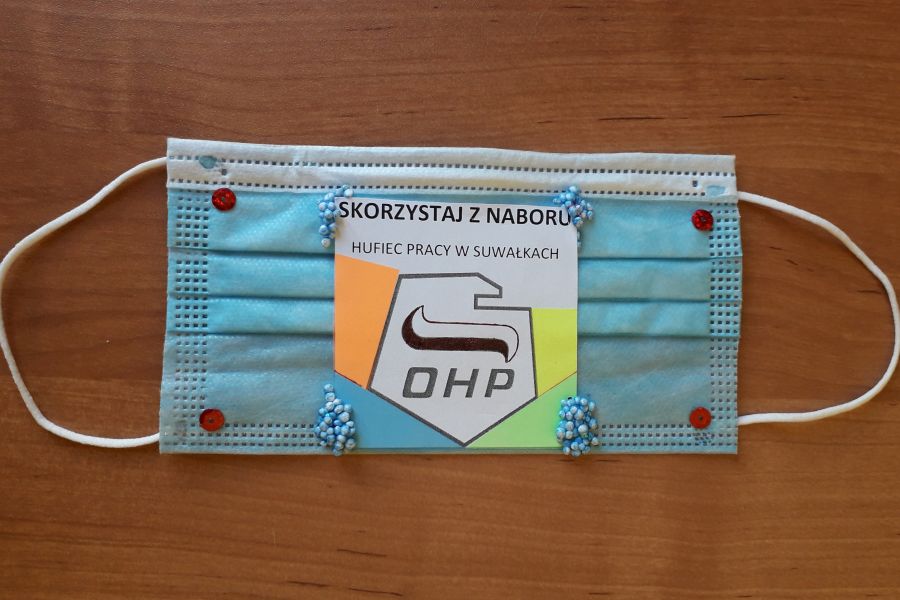 SKORZYSTAJ Z NABORU
HUFIEC PRACY W SUWAŁKACH
OHP